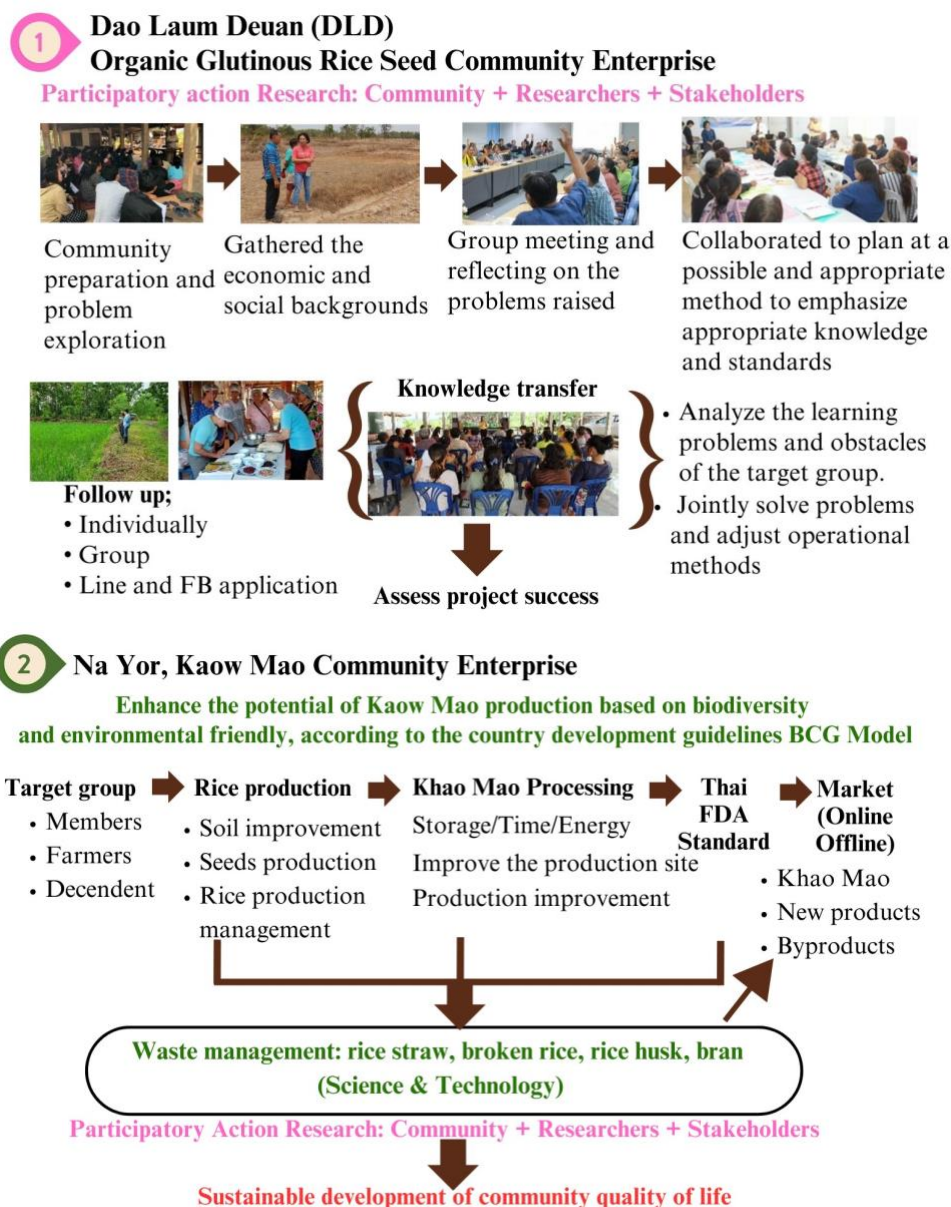 1
Dao Laum Deuan (DLD)
Organic Glutinous Rice Seed Community Enterprise
Participatory action Research: Community + Researchers + Stakeholders
Community
preparation and
problem
exploration
Gathered the
economic and
social backgrounds
Group meeting and
reflecting on the
problems raised
Collaborated to plan at a
possible and appropriate
method to emphasize
appropriate knowledge
and standards
Knowledge transfer
• Analyze the learning
problems and obstacles
of the target group.
• Jointly solve problems
and adjust operational
methods
Follow up;
• Individually
• Group
• Line and FB application
Assess project success
2
Na Yor, Kaow Mao Community Enterprise
Enhance the potential of Kaow Mao production based on biodiversity
and environmental friendly, according to the country development guidelines BCG Model
Target group
• Members
• Farmers
• Decendent
Rice production
• Soil improvement
• Seeds production
• Rice production
management
Khao Mao Processing
Storage/Time/Energy
Improve the production site
Production improvement
Thai
FDA
Standard
Market
(Online
Offline)
• Khao Mao
• New products
• Byproducts
Waste management: rice straw, broken rice, rice husk, bran
(Science & Technology)
Participatory Action Research: Community + Researchers + Stakeholders
Sustainable development of community quality of life